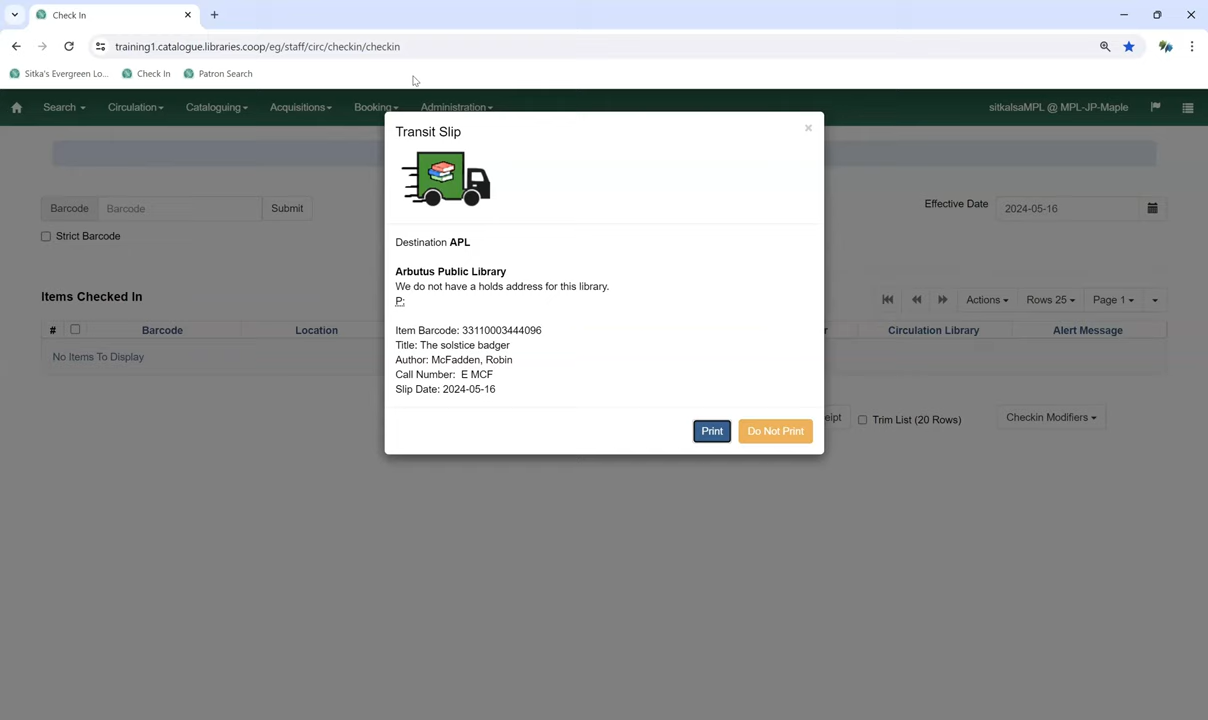 Check In
training1.catalogue.libraries.coop/eg/staff/circ/checkin/checkin
Sitka's Evergreen Lo... Check In Patron Search
Search Circulation Cataloguing Acquisitions Booking Administration sitkalsaMPL @ MPL-JP-Maple
Transit Slip
Barcode Barcode Submit
Effective Date 2024-05-16
Strict Barcode
Destination APL
Arbutus Public Library
We do not have a holds address for this library.
P:
Items Checked In
Actions Rows 25 Page 1
# Barcode Location Circulation Library Alert Message
No Items To Display
Item Barcode: 33110003444096
Title: The solstice badger
Author: McFadden, Robin
Call Number: E MCF
Slip Date: 2024-05-16
Trim List (20 Rows) Checkin Modifiers
Print Do Not Print